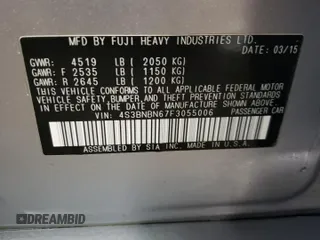 MFD BY FUJI HEAVY INDUSTRIES LTD.
DATE: 03/15
GVWR: 4519 LB ( 2050 KG)
GAWR: F 2535 LB ( 1150 KG)
GAWR: R 2645 LB ( 1200 KG)
THIS VEHICLE CONFORMS TO ALL APPLICABLE FEDERAL MOTOR
VEHICLE SAFETY, BUMPER, AND THEFT PREVENTION STANDARDS
IN EFFECT ON THE DATE OF MANUFACTURE SHOWN ABOVE.
VIN: 4S3BNBN67F3055006 PASSENGER CAR
ASSEMBLED BY SIA INC. MADE IN U.S.A.
DREAMBID